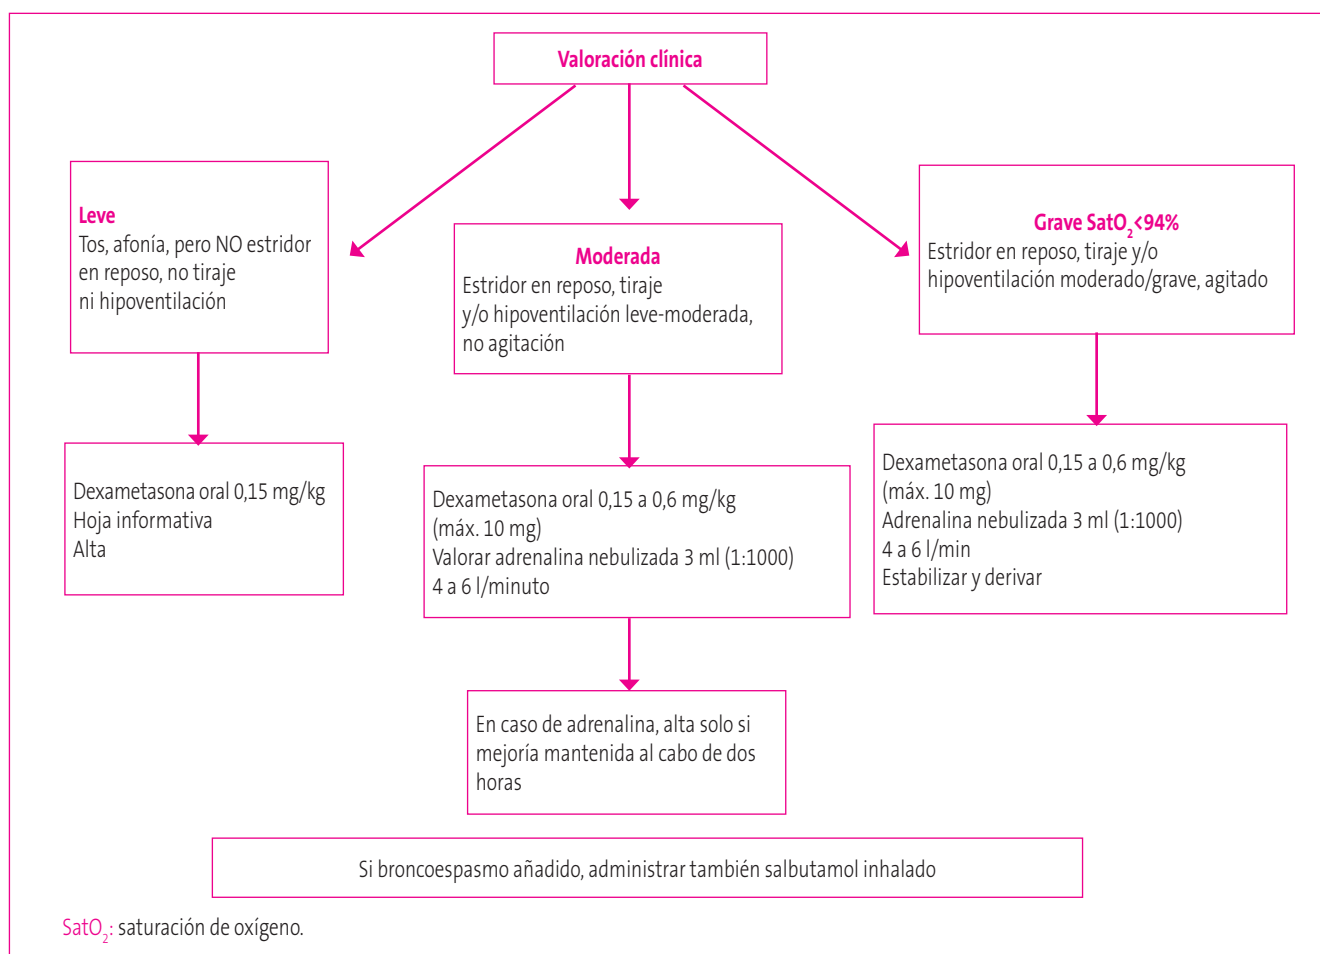 Valoración clínica
Leve
Tos, afonía, pero NO estridor
en reposo, no tiraje
ni hipoventilación
Moderada
Estridor en reposo, tiraje
y/o hipoventilación leve-moderada,
no agitación
Grave SatO₂<94%
Estridor en reposo, tiraje y/o
hipoventilación moderado/grave, agitado
Dexametasona oral 0,15 mg/kg
Hoja informativa
Alta
Dexametasona oral 0,15 a 0,6 mg/kg
(máx. 10 mg)
Valorar adrenalina nebulizada 3 ml (1:1000)
4 a 6 l/minuto
Dexametasona oral 0,15 a 0,6 mg/kg
(máx. 10 mg)
Adrenalina nebulizada 3 ml (1:1000)
4 a 6 l/min
Estabilizar y derivar
En caso de adrenalina, alta solo si
mejoría mantenida al cabo de dos
horas
Si broncoespasmo añadido, administrar también salbutamol inhalado
SatO₂: saturación de oxígeno.